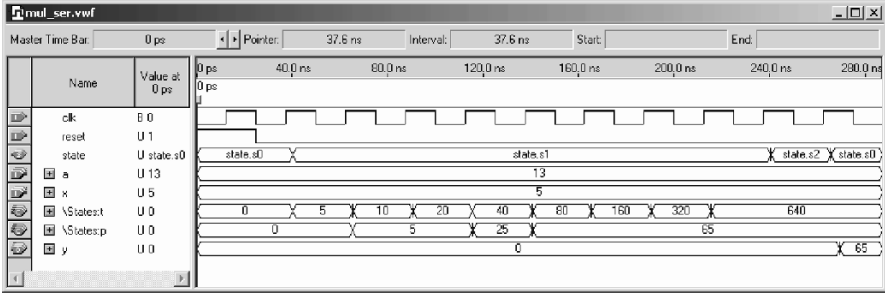 mul_ser.vwf
Master Time Bar: 0 ps Pointer: 37.6 ns Interval: 37.6 ns Start: End:
Name Value at 0 ps 0 ps 40.0 ns 80.0 ns 120.0 ns 160.0 ns 200.0 ns 240.0 ns 280.0 ns
0 ps
clk B 0
reset U 1
state U state.s0 state.s0 state.s1 state.s2 state.s0
a U 13 13
x U 5 5
\States:t U 0 0 5 10 20 40 80 160 320 640
\States:p U 0 0 5 25 65
y U 0 0 65